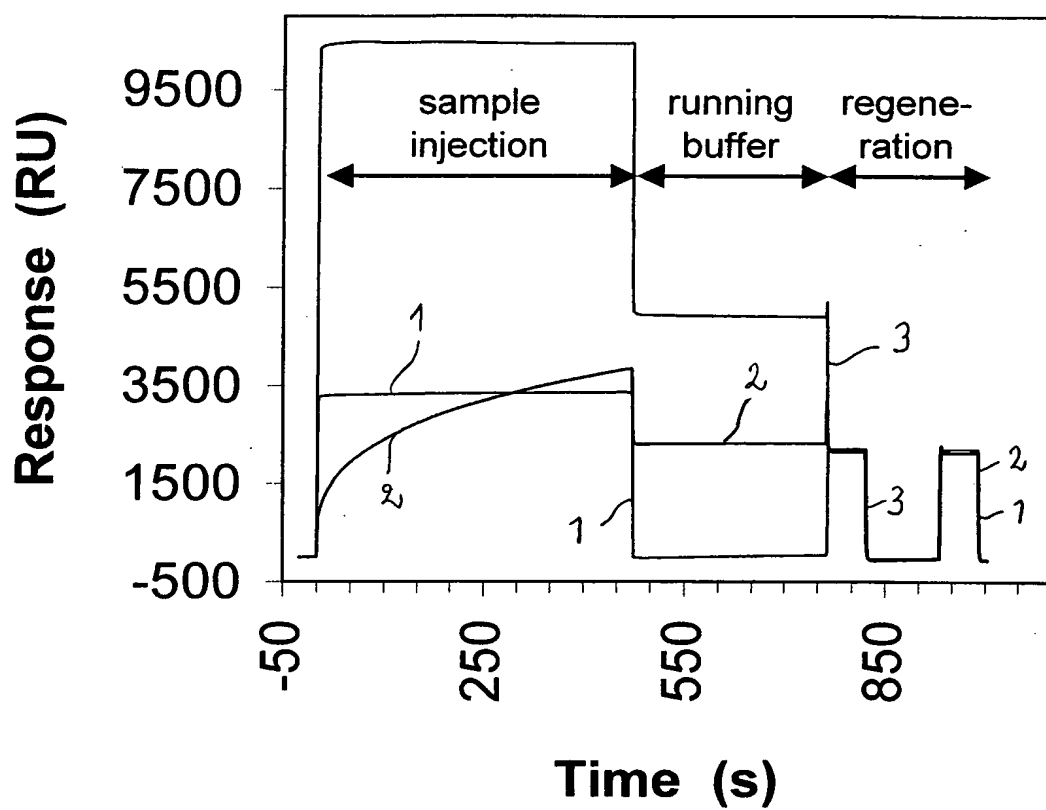 9500
7500
5500
3500
1500
-500
Response (RU)
sample
injection
running
buffer
regene-
ration
1
2
3
2
1
3
2
1
-50
250
550
850
Time (s)